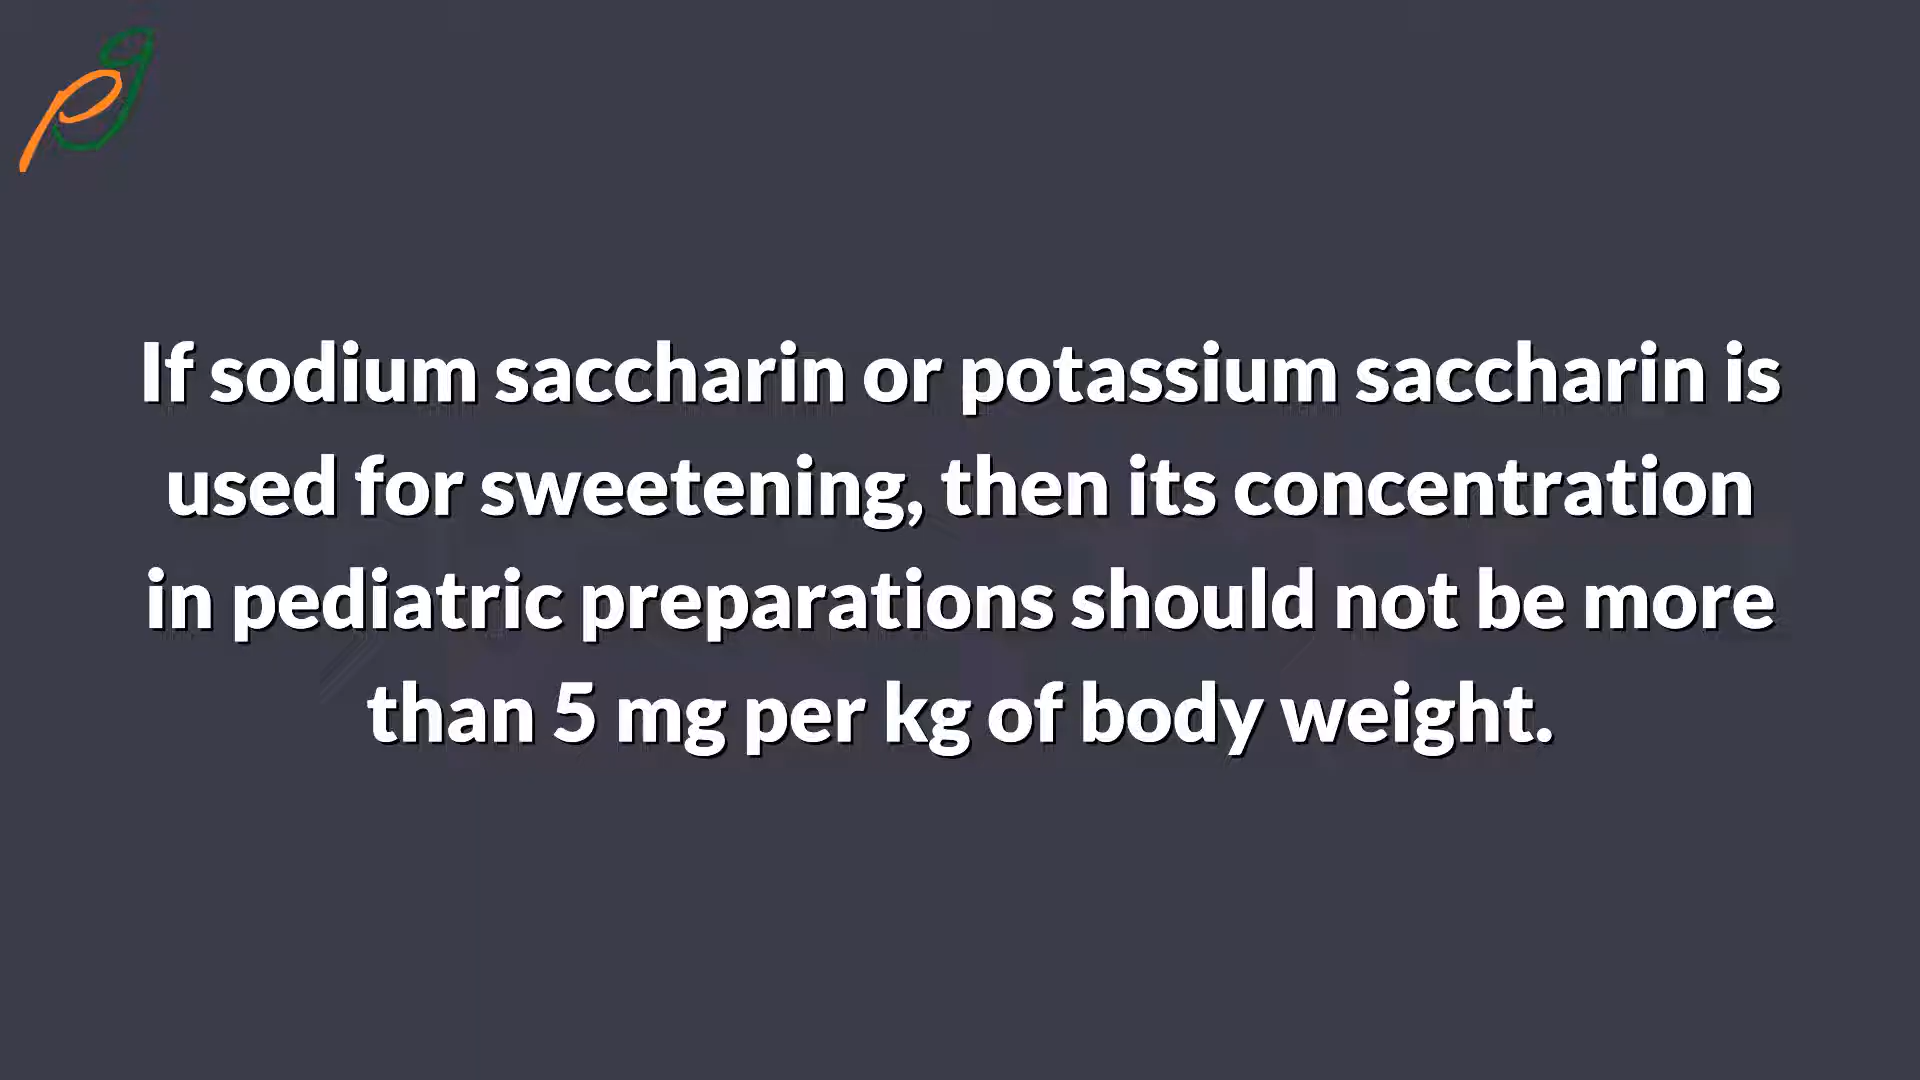 If sodium saccharin or potassium saccharin is
used for sweetening, then its concentration
in pediatric preparations should not be more
than 5 mg per kg of body weight.